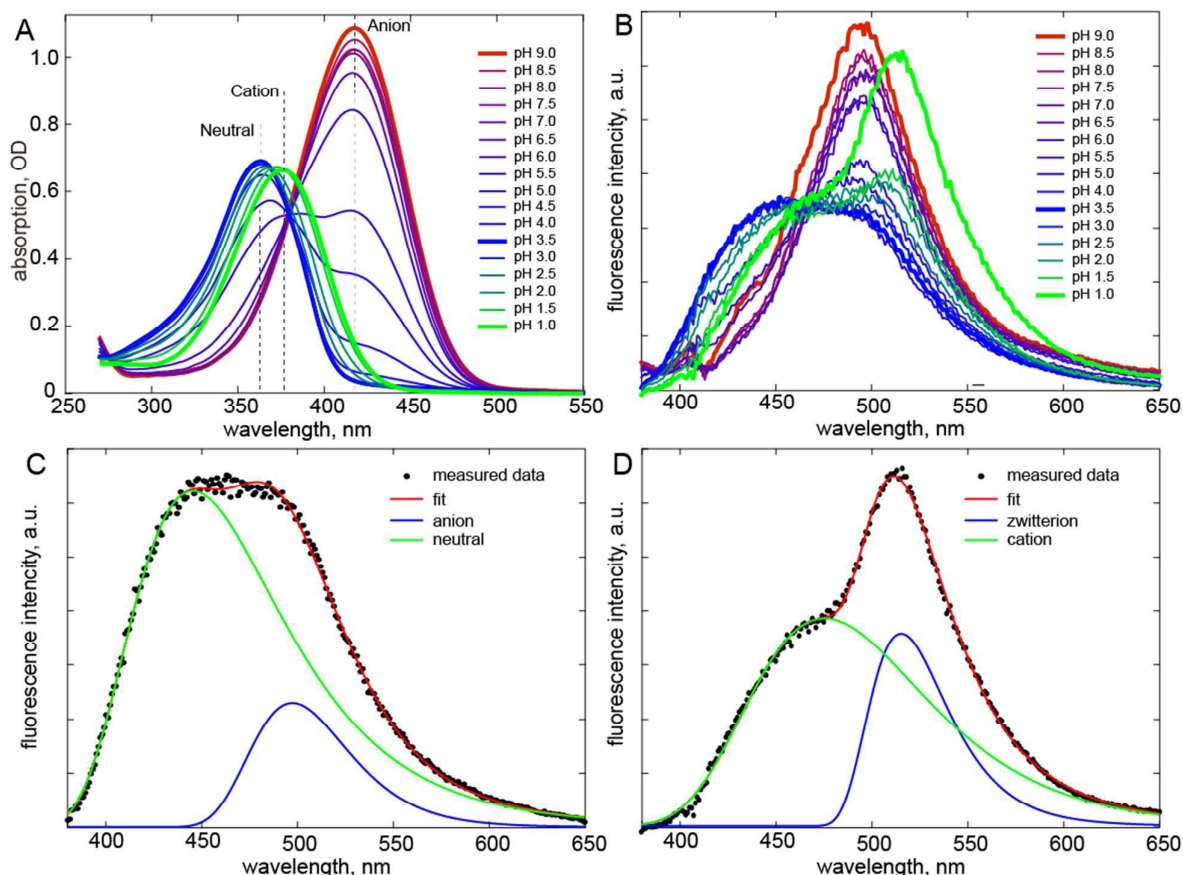 A
Anion
Cation
Neutral
pH 9.0
pH 8.5
pH 8.0
pH 7.5
pH 7.0
pH 6.5
pH 6.0
pH 5.5
pH 5.0
pH 4.5
pH 4.0
pH 3.5
pH 3.0
pH 2.5
pH 2.0
pH 1.5
pH 1.0
absorption, OD
1.0
0.8
0.6
0.4
0.2
0
250 300 350 400 450 500 550
wavelength, nm
B
pH 9.0
pH 8.5
pH 8.0
pH 7.5
pH 7.0
pH 6.5
pH 6.0
pH 5.5
pH 5.0
pH 4.0
pH 3.5
pH 3.0
pH 2.5
pH 2.0
pH 1.5
pH 1.0
fluorescence intencity, a.u.
400 450 500 550 600 650
wavelength, nm
C
measured data
fit
anion
neutral
fluorescence intencity, a.u.
400 450 500 550 600 650
wavelength, nm
D
measured data
fit
zwitterion
cation
fluorescence intencity, a.u.
400 450 500 550 600 650
wavelength, nm